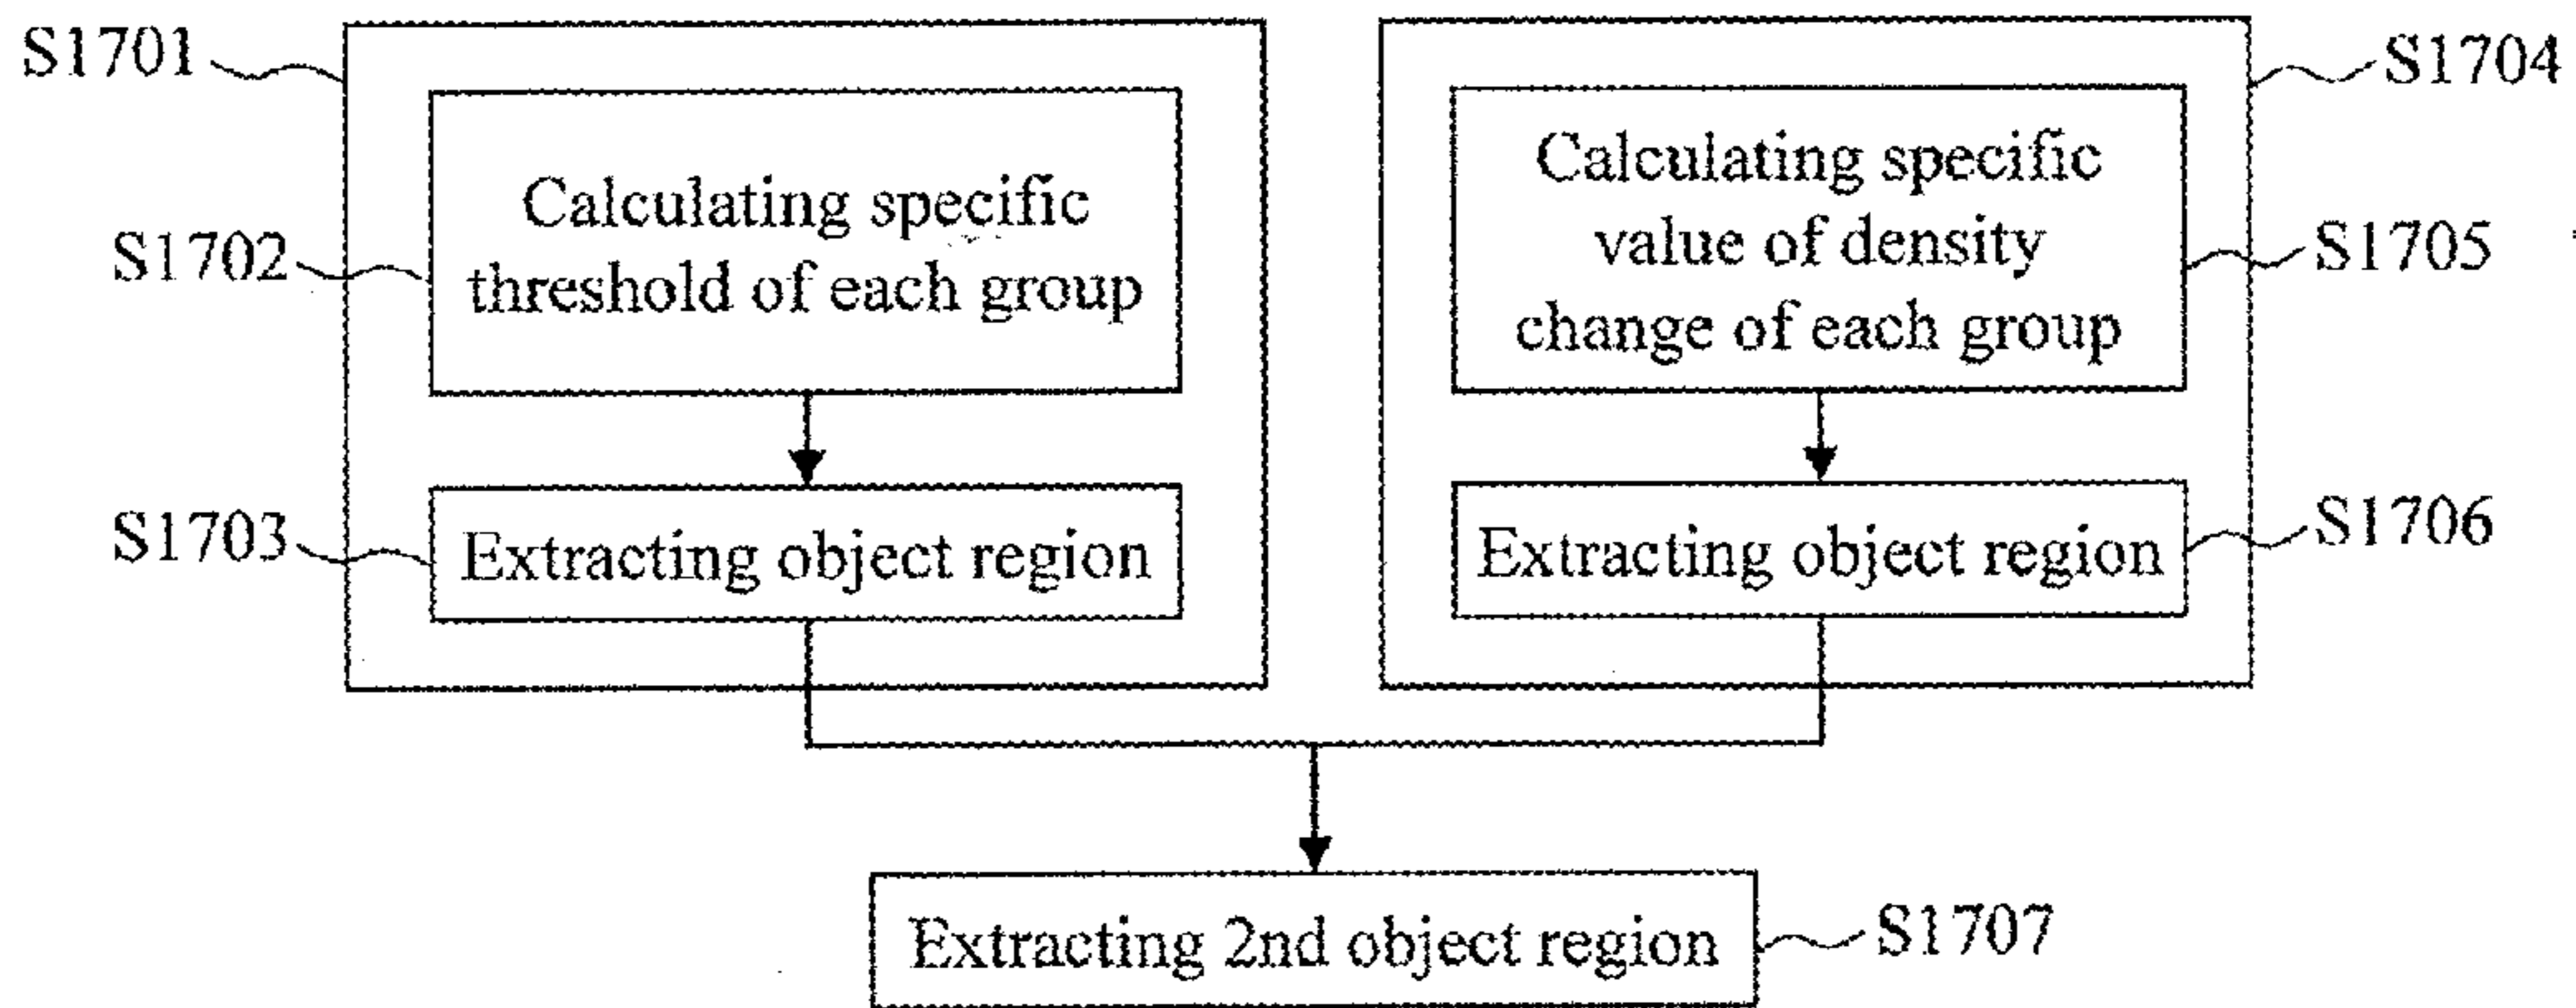 S1701
S1702
Calculating specific
threshold of each group
S1703
Extracting object region
S1704
Calculating specific
value of density
change of each group
S1705
Extracting object region
S1706
Extracting 2nd object region
S1707